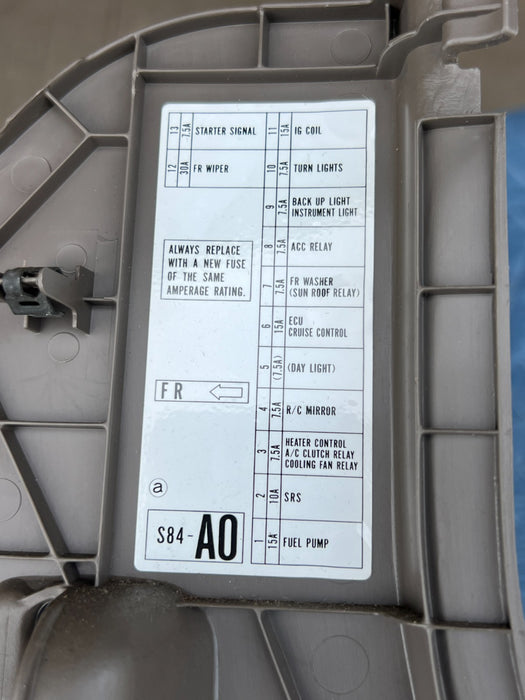 13 7.5A STARTER SIGNAL 11 15A IG COIL
12 30A FR WIPER 10 7.5A TURN LIGHTS
9 7.5A BACK UP LIGHT
INSTRUMENT LIGHT
8 7.5A ACC RELAY
7 7.5A FR WASHER
(SUN ROOF RELAY)
6 15A ECU
CRUISE CONTROL
5 (7.5A) (DAY LIGHT)
4 7.5A R/C MIRROR
3 7.5A HEATER CONTROL
A/C CLUTCH RELAY
COOLING FAN RELAY
2 10A SRS
1 15A FUEL PUMP
ALWAYS REPLACE
WITH A NEW FUSE
OF THE SAME
AMPERAGE RATING.
FR
a
S84-A0